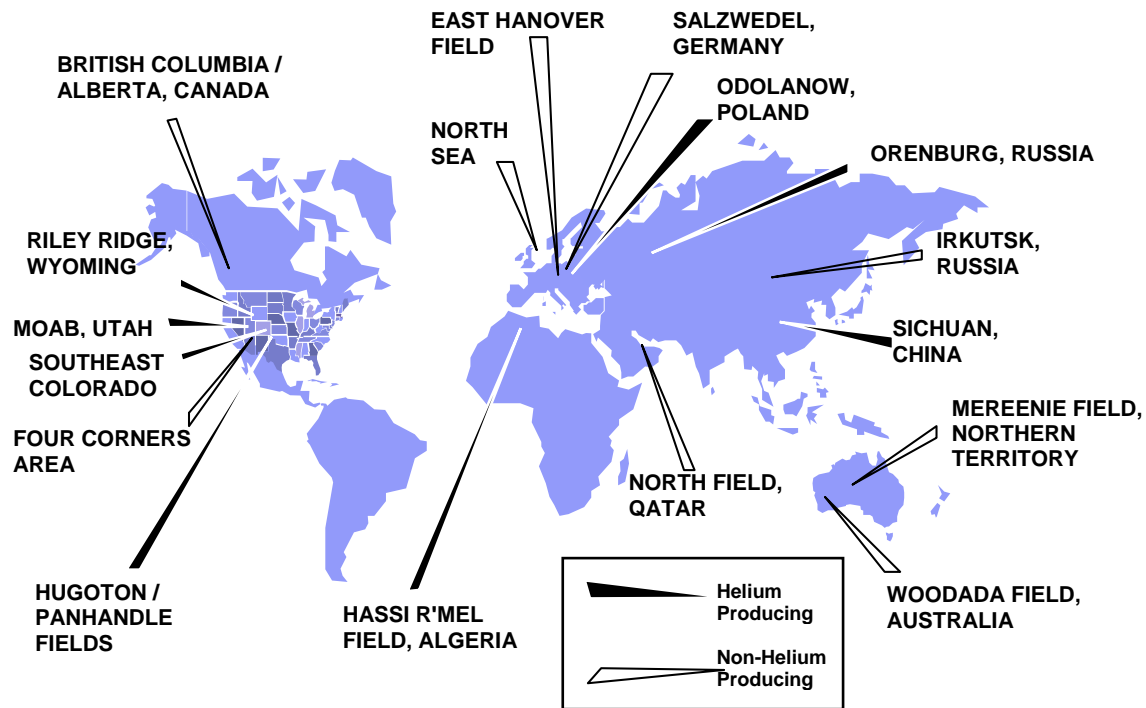 EAST HANOVER
FIELD
SALZWEDEL,
GERMANY
BRITISH COLUMBIA /
ALBERTA, CANADA
ODOLANOW,
POLAND
NORTH
SEA
ORENBURG, RUSSIA
RILEY RIDGE,
WYOMING
IRKUTSK,
RUSSIA
MOAB, UTAH
SICHUAN,
CHINA
SOUTHEAST
COLORADO
MEREENIE FIELD,
NORTHERN
TERRITORY
FOUR CORNERS
AREA
NORTH FIELD,
QATAR
HUGOTON /
PANHANDLE
FIELDS
HASSI R'MEL
FIELD, ALGERIA
WOODADA FIELD,
AUSTRALIA
Helium
Producing
Non-Helium
Producing